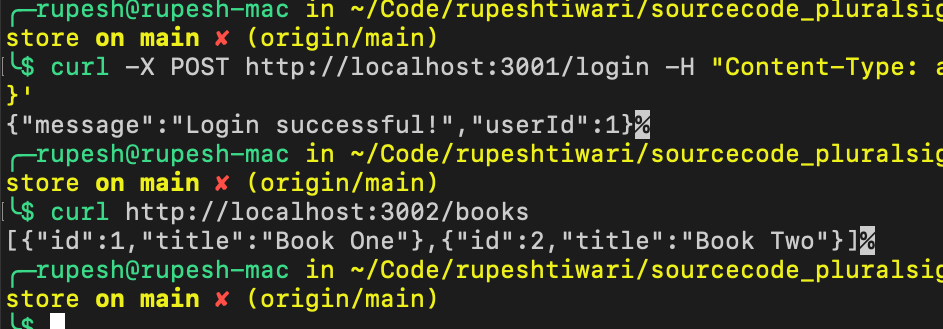 ╭─rupesh@rupesh-mac in ~/Code/rupeshtiwari/sourcecode_pluralsig
store on main ✘ (origin/main)
╰$ curl -X POST http://localhost:3001/login -H "Content-Type: a
}'
{"message":"Login successful!","userId":1}%
╭─rupesh@rupesh-mac in ~/Code/rupeshtiwari/sourcecode_pluralsig
store on main ✘ (origin/main)
╰$ curl http://localhost:3002/books
[{"id":1,"title":"Book One"},{"id":2,"title":"Book Two"}]%
╭─rupesh@rupesh-mac in ~/Code/rupeshtiwari/sourcecode_pluralsig
store on main ✘ (origin/main)
╰$